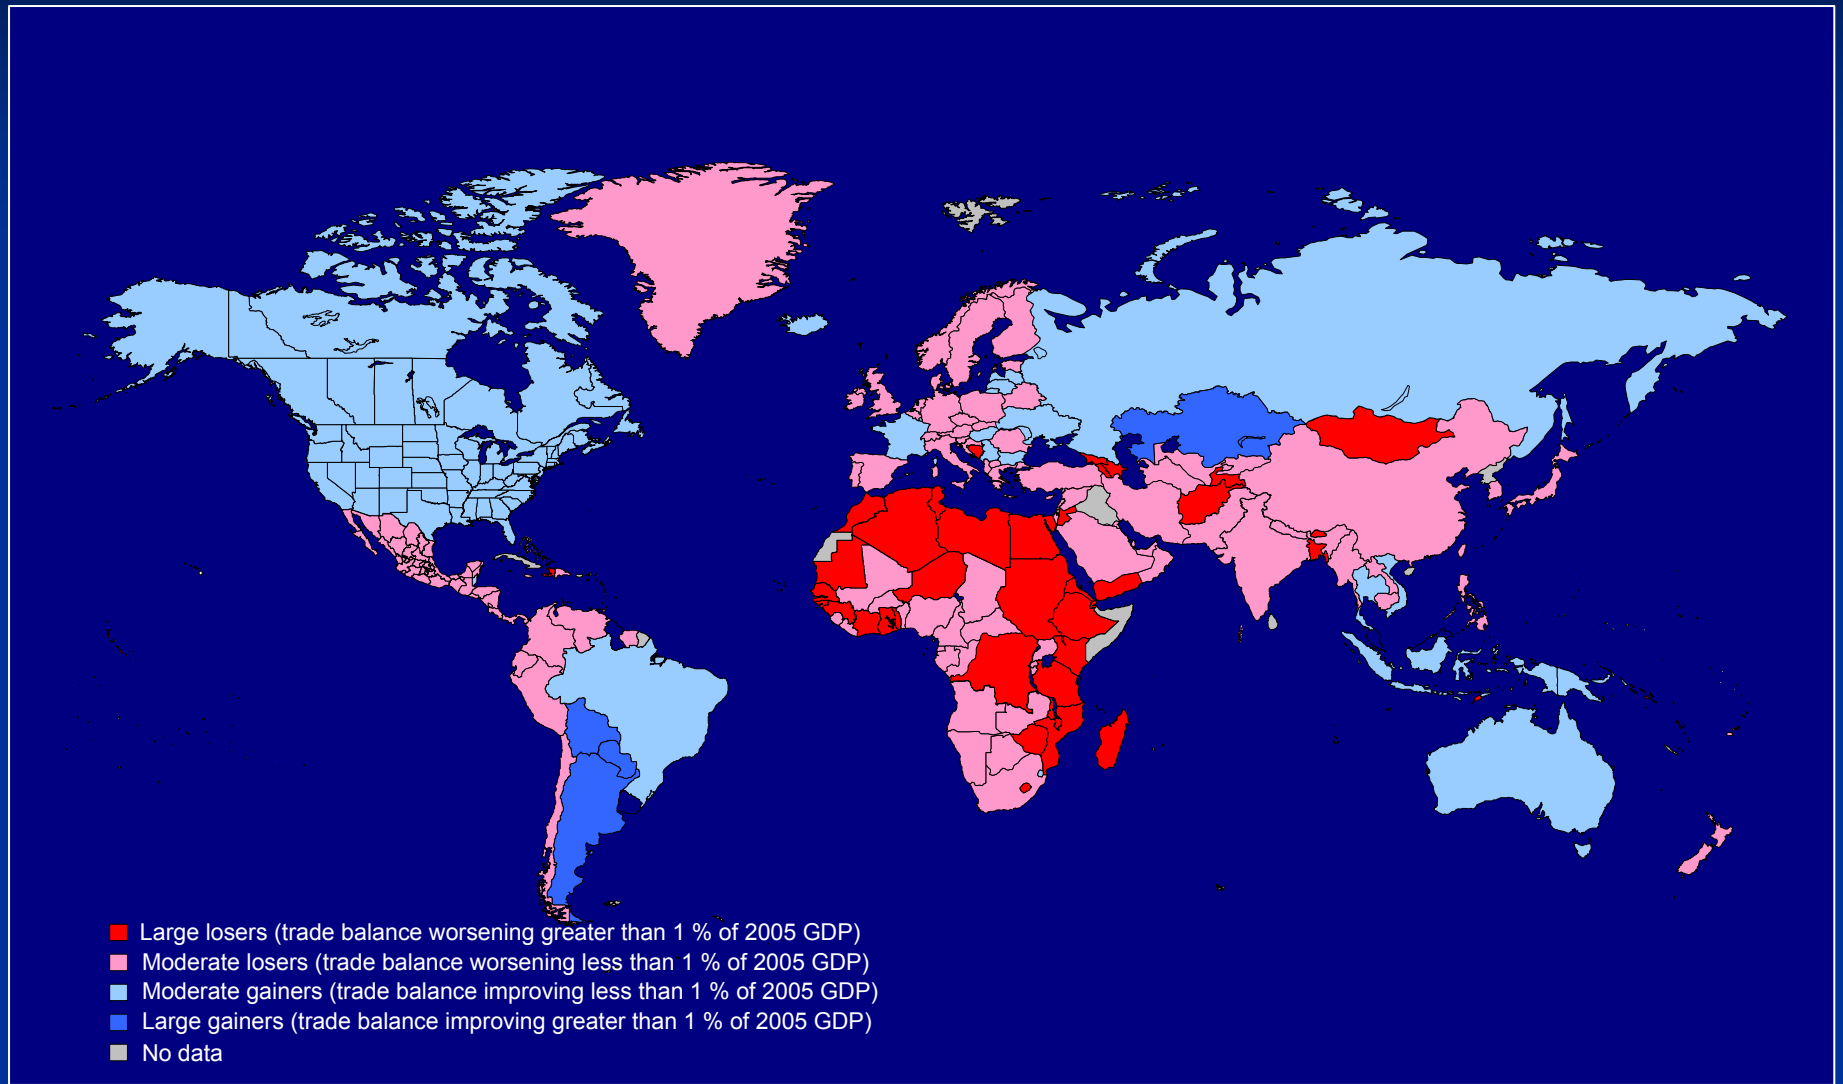 Large losers (trade balance worsening greater than 1 % of 2005 GDP)
Moderate losers (trade balance worsening less than 1 % of 2005 GDP)
Moderate gainers (trade balance improving less than 1 % of 2005 GDP)
Large gainers (trade balance improving greater than 1 % of 2005 GDP)
No data